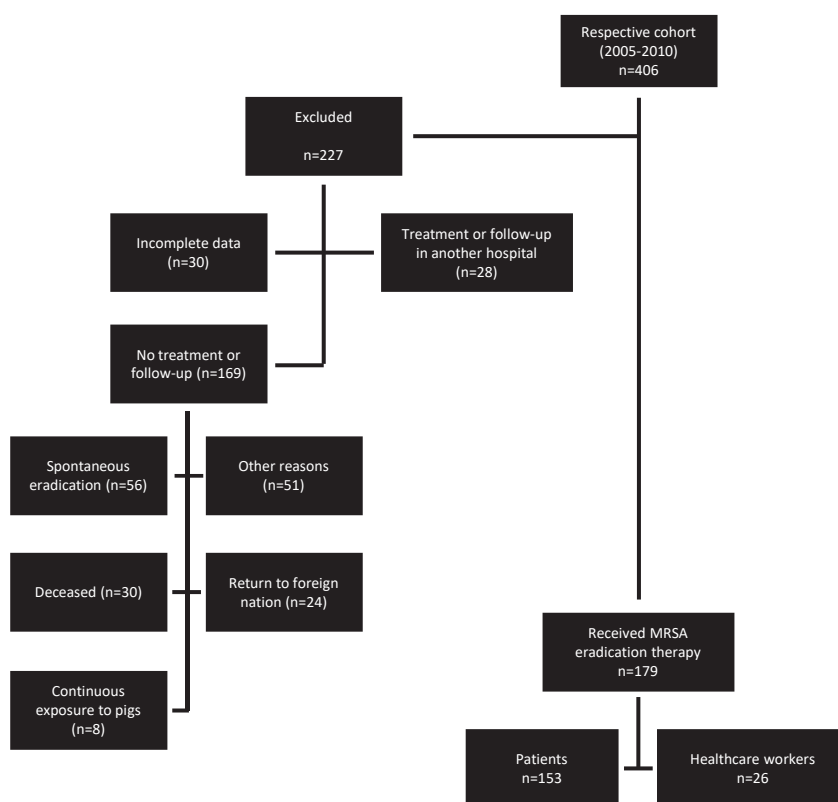 Respective cohort
(2005-2010)
n=406
Excluded
n=227
Incomplete data
(n=30)
Treatment or follow-up
in another hospital
(n=28)
No treatment or
follow-up (n=169)
Spontaneous
eradication (n=56)
Other reasons
(n=51)
Deceased (n=30)
Return to foreign
nation (n=24)
Continuous
exposure to pigs
(n=8)
Received MRSA
eradication therapy
n=179
Patients
n=153
Healthcare workers
n=26